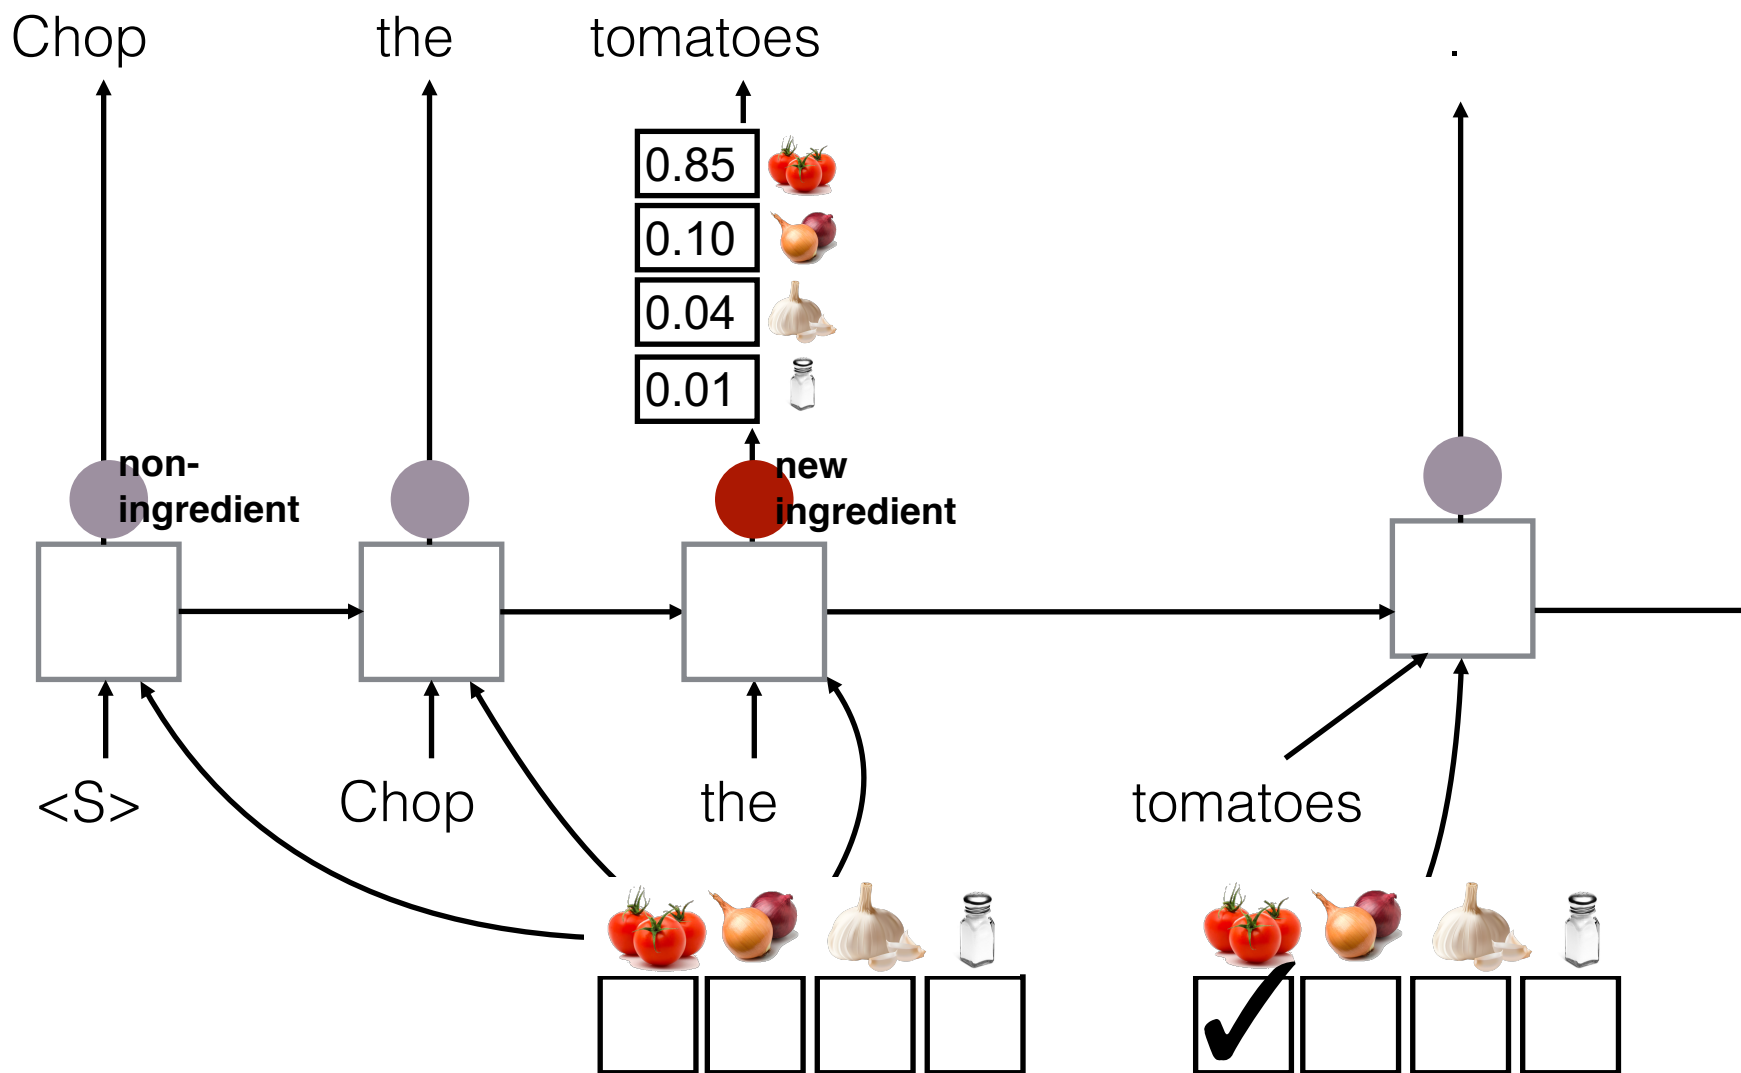 Chop the tomatoes .
0.85
0.10
0.04
0.01
non-
ingredient
new
ingredient
<S> Chop the tomatoes